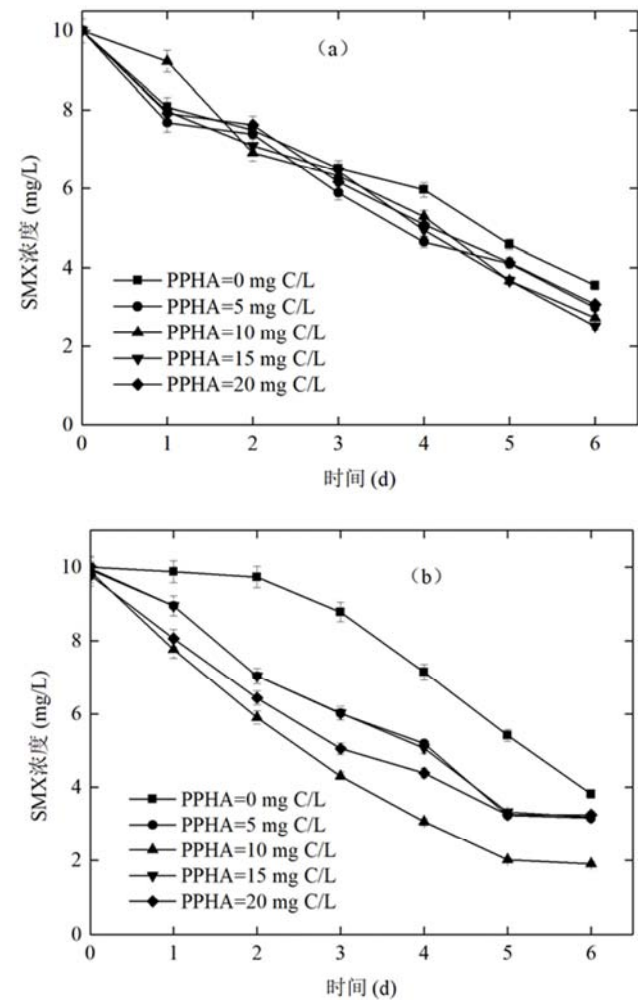 10
8
6
4
2
0
SMX浓度 (mg/L)
（a）
PPHA=0 mg C/L
PPHA=5 mg C/L
PPHA=10 mg C/L
PPHA=15 mg C/L
PPHA=20 mg C/L
0 1 2 3 4 5 6
时间 (d)
10
8
6
4
2
0
SMX浓度 (mg/L)
（b）
PPHA=0 mg C/L
PPHA=5 mg C/L
PPHA=10 mg C/L
PPHA=15 mg C/L
PPHA=20 mg C/L
0 1 2 3 4 5 6
时间 (d)